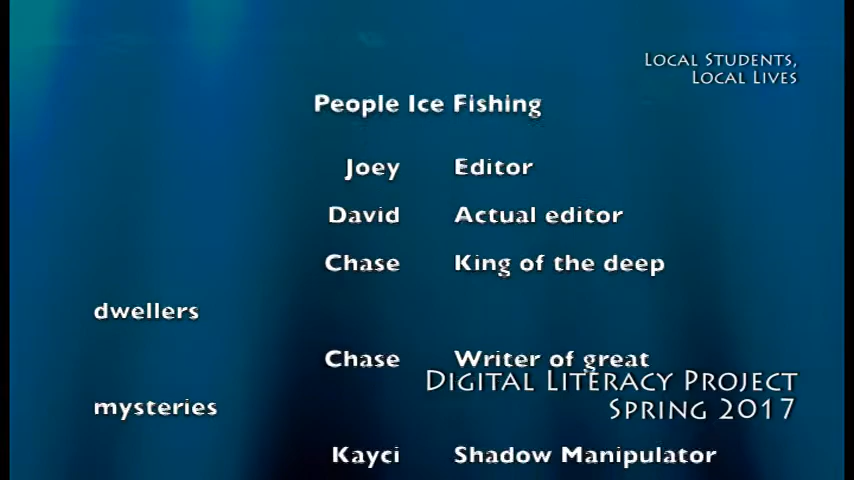 Local Students,
Local Lives
People Ice Fishing
Joey Editor
David Actual editor
Chase King of the deep
dwellers
Chase Writer of great
Digital Literacy Project
mysteries
Spring 2017
Kayci Shadow Manipulator